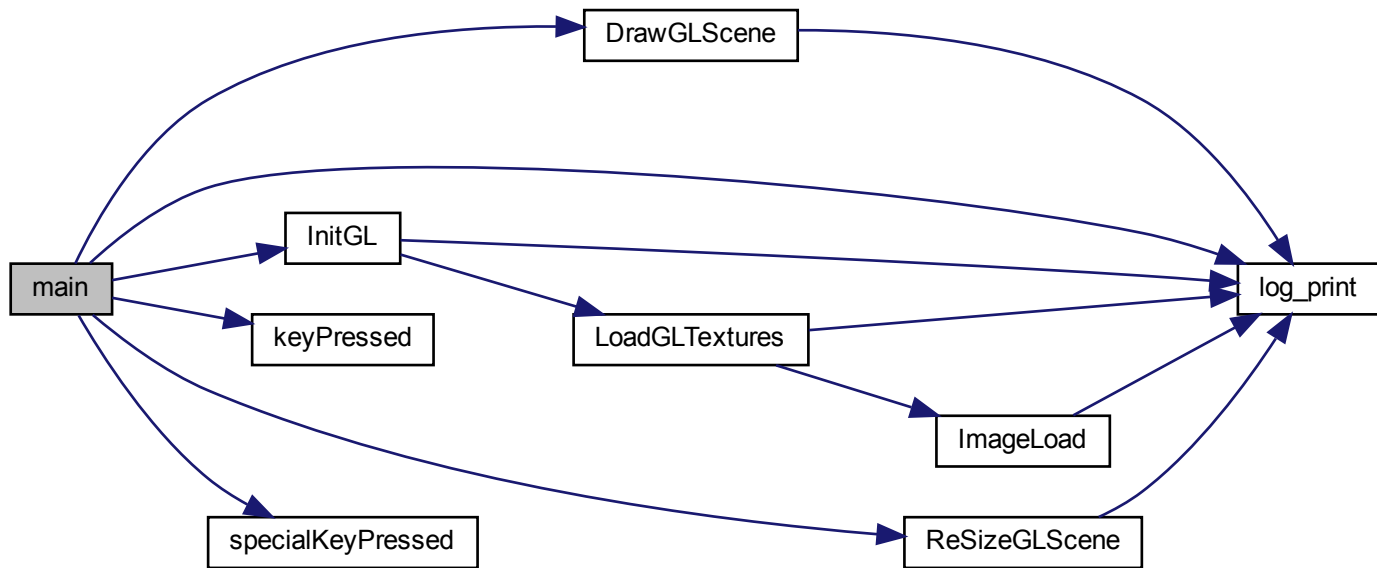 DrawGLScene
InitGL
main
log_print
keyPressed
LoadGLTextures
ImageLoad
specialKeyPressed
ReSizeGLScene